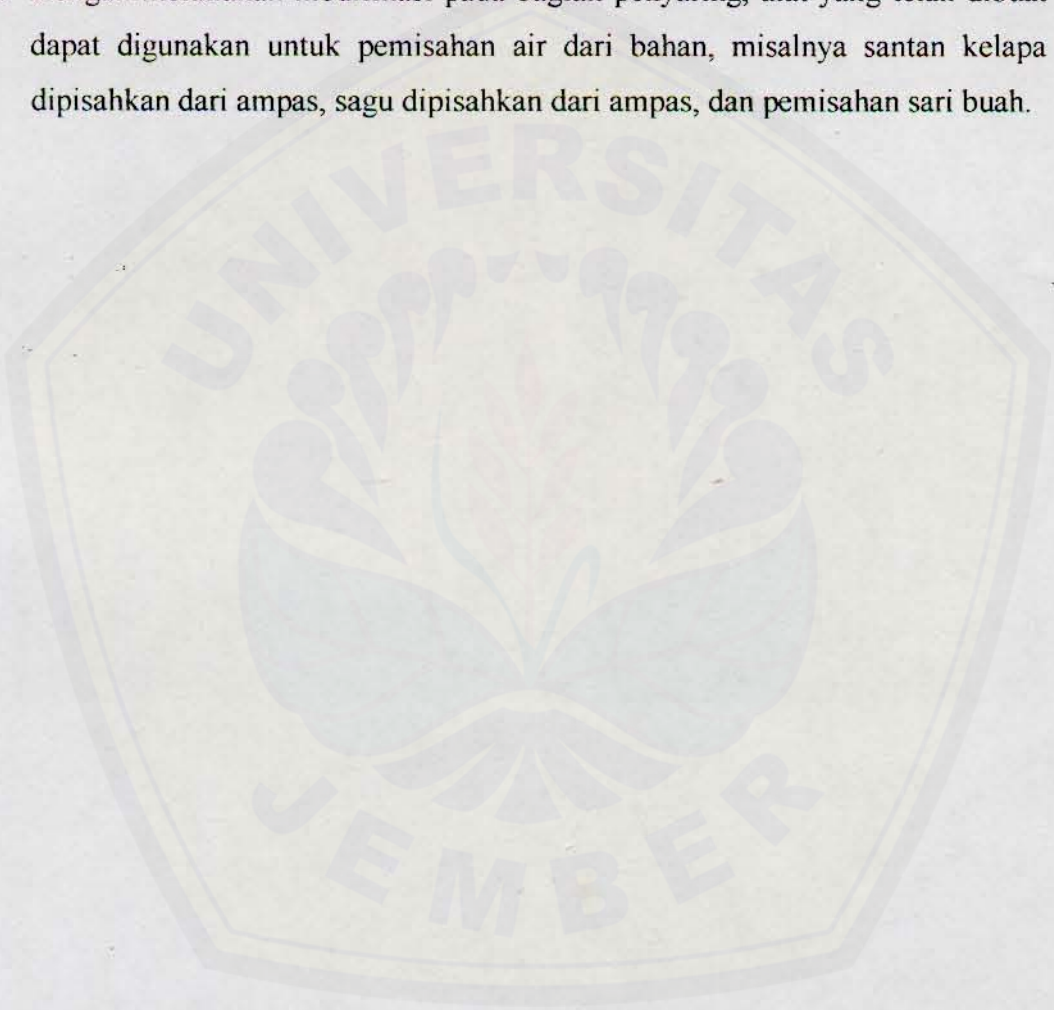 dapat digunakan untuk pemisahan air dari bahan, misalnya santan kelapa
dipisahkan dari ampas, sagu dipisahkan dari ampas, dan pemisahan sari buah.
UNIVERSITAS
JEMBER